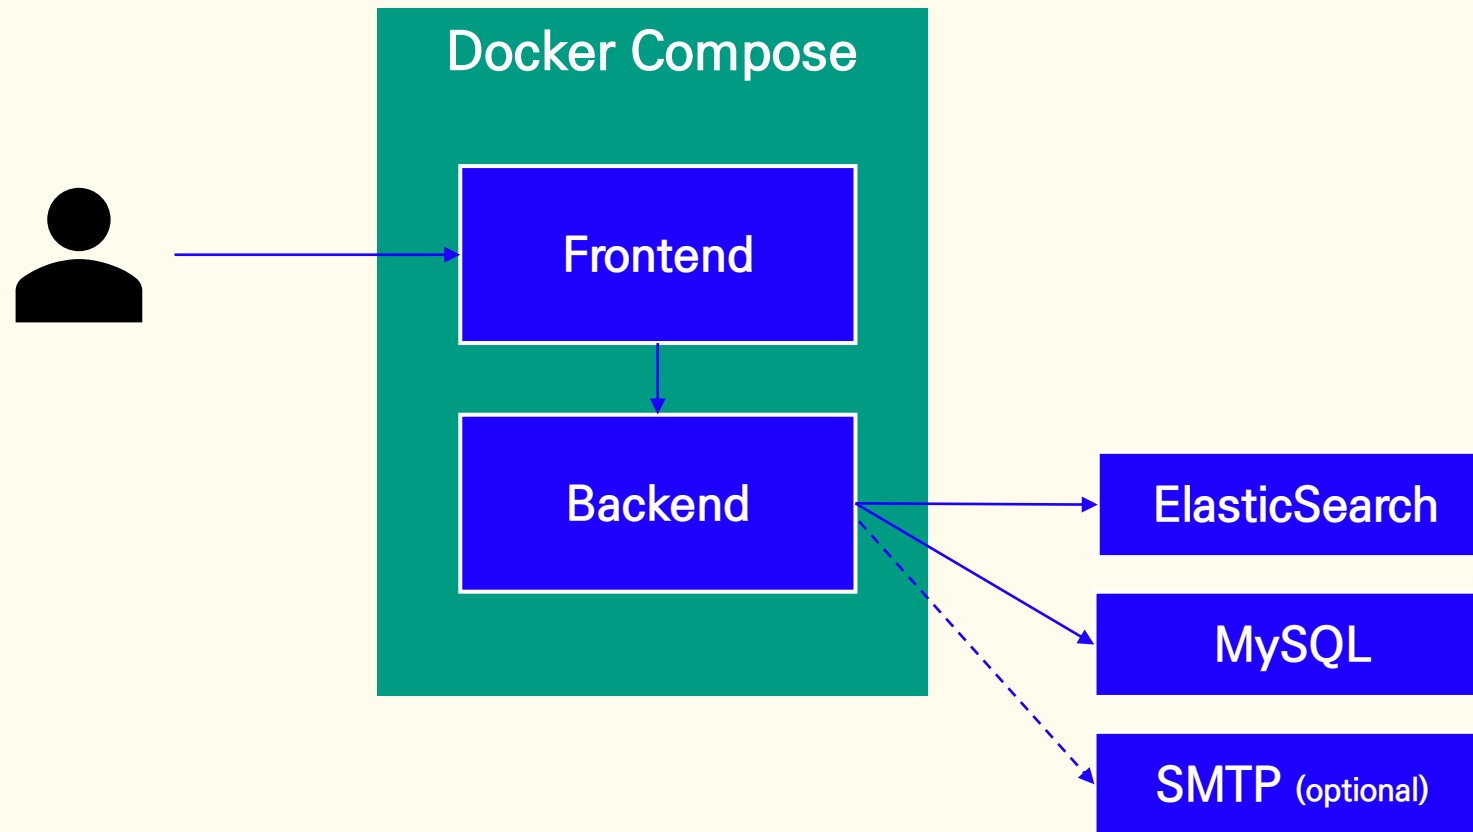 Docker Compose
Frontend
Backend
ElasticSearch
MySQL
SMTP (optional)